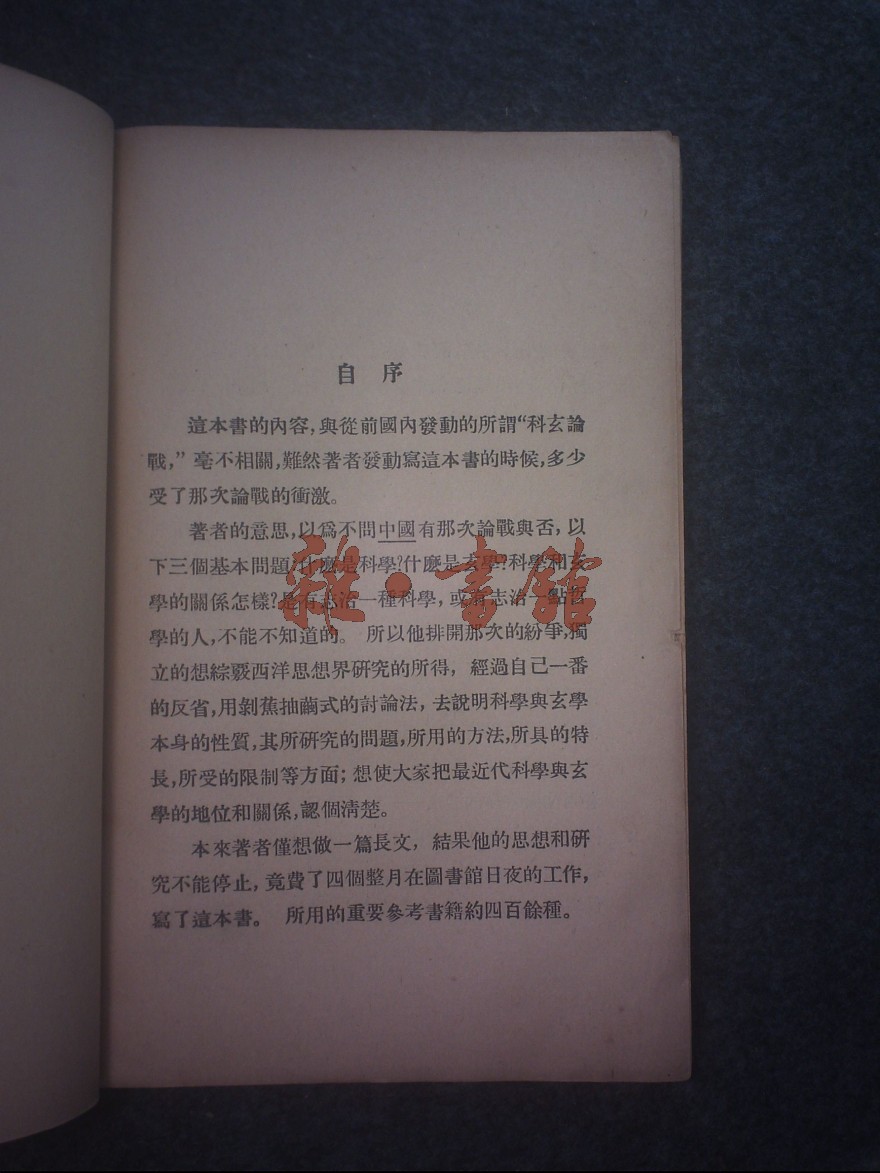 自序
這本書的內容，與從前國內發動的所謂“科玄論
戰，”毫不相關，雖然著者發動寫這本書的時候，多少
受了那次論戰的衝激。
著者的意思，以爲不問中國有那次論戰與否，以
下三個基本問題：什麼是科學？什麼是玄學？科學和玄
學的關係怎樣？是有志治一種科學，或有志治一點哲
學的人，不能不知道的。 所以他排開那次的紛爭，獨
立的想綜覈西洋思想界研究的所得，經過自己一番
的反省，用剝蕉抽繭式的討論法，去說明科學與玄學
本身的性質，其所研究的問題，所用的方法，所具的特
長，所受的限制等方面；想使大家把最近代科學與玄
學的地位和關係，認個清楚。
本來著者僅想做一篇長文，結果他的思想和研
究不能停止，竟費了四個整月在圖書館日夜的工作，
寫了這本書。 所用的重要參考書籍約四百餘種。
雜·書館